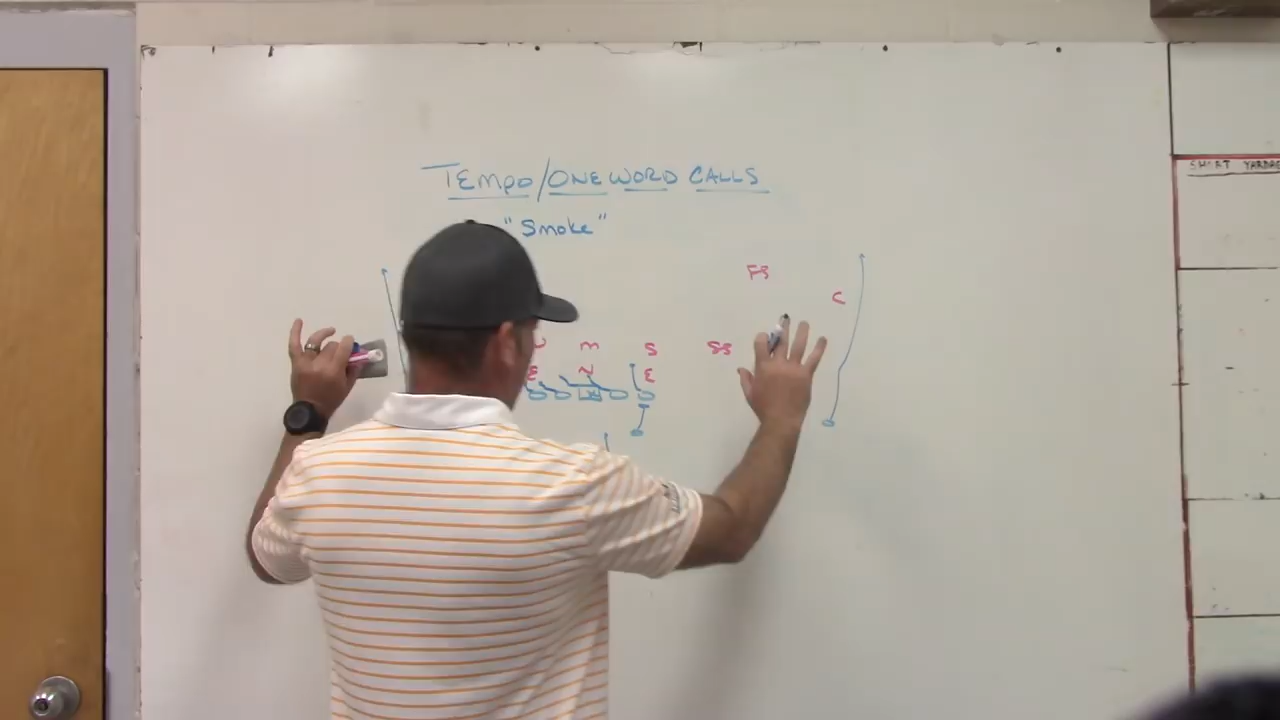 TEMPO/ONE WORD CALLS
"Smoke"
FS
C
m S SS
E N E
X
SHORT YARDAGE